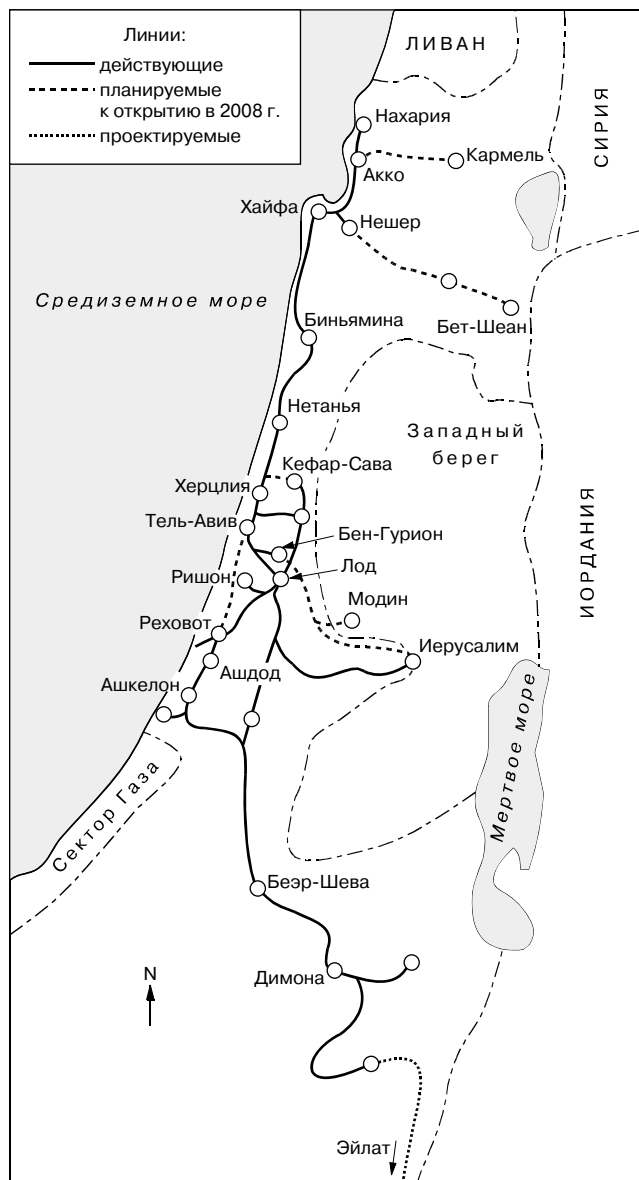 Линии:
действующие
планируемые
к открытию в 2008 г.
проектируемые
ЛИВАН
СИРИЯ
Нахария
Акко
Кармель
Хайфа
Нешер
Средиземное море
Биньямина
Бет-Шеан
Нетанья
Западный
берег
Кефар-Сава
Херцлия
Тель-Авив
Бен-Гурион
ИОРДАНИЯ
Ришон
Лод
Модин
Реховот
Иерусалим
Ашдод
Ашкелон
Мертвое море
Сектор Газа
Беэр-Шева
N
Димона
Эйлат